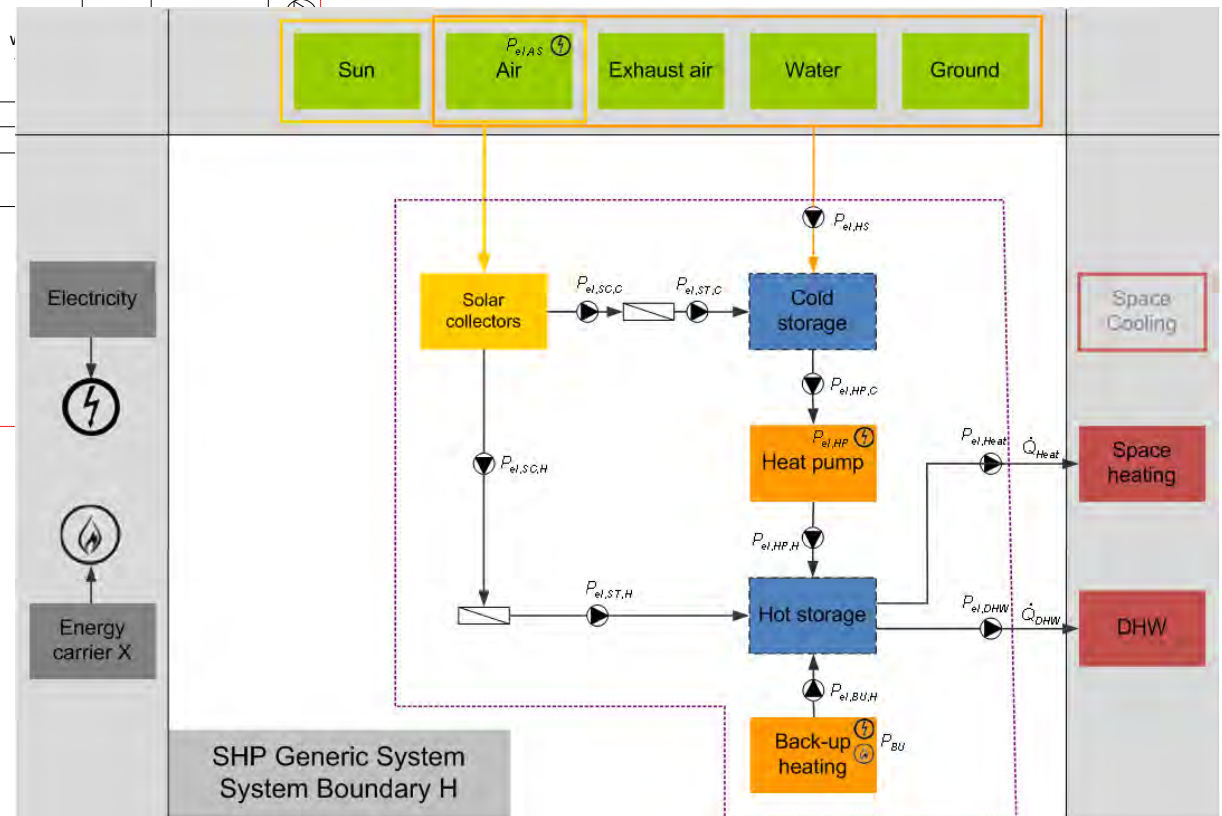 P_el,AS
Sun
Air
Exhaust air
Water
Ground
P_el,HS
Electricity
Solar
collectors
P_el,SC,C
P_el,ST,C
Cold
storage
Space
Cooling
P_el,HP,C
P_el,HP
Heat pump
P_el,SC,H
P_el,Heat
Q̇_Heat
Space
heating
P_el,HP,H
P_el,ST,H
Hot storage
P_el,DHW
Q̇_DHW
DHW
Energy
carrier X
P_el,BU,H
Back-up
heating
P_BU
SHP Generic System
System Boundary H